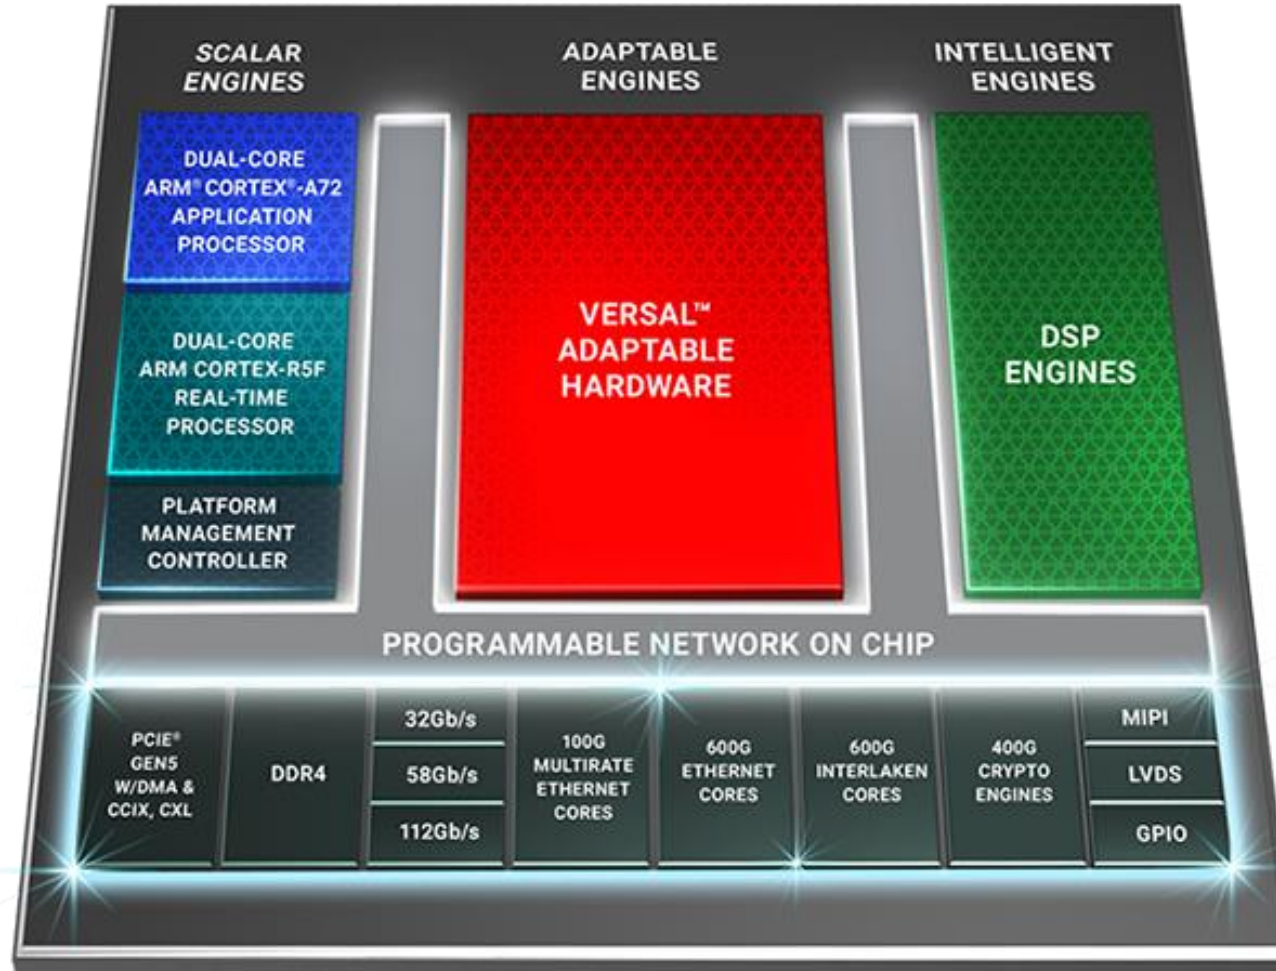 SCALAR
ENGINES
ADAPTABLE
ENGINES
INTELLIGENT
ENGINES
DUAL-CORE
ARM® CORTEX®-A72
APPLICATION
PROCESSOR
DUAL-CORE
ARM CORTEX-R5F
REAL-TIME
PROCESSOR
PLATFORM
MANAGEMENT
CONTROLLER
VERSAL™
ADAPTABLE
HARDWARE
DSP
ENGINES
PROGRAMMABLE NETWORK ON CHIP
PCIE®
GEN5
W/DMA &
CCIX, CXL
DDR4
32Gb/s
58Gb/s
112Gb/s
100G
MULTIRATE
ETHERNET
CORES
600G
ETHERNET
CORES
600G
INTERLAKEN
CORES
400G
CRYPTO
ENGINES
MIPI
LVDS
GPIO